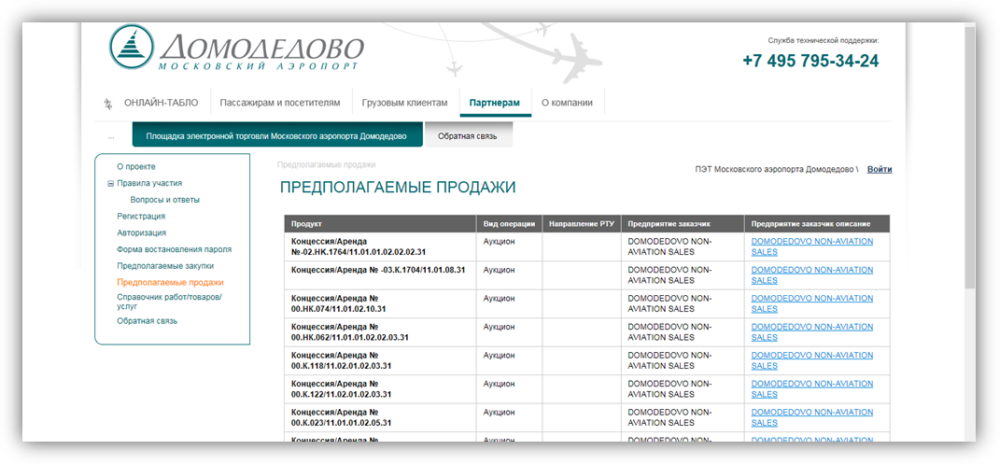 ДОМОДЕДОВО
МОСКОВСКИЙ АЭРОПОРТ
Служба технической поддержки:
+7 495 795-34-24
ОНЛАЙН-ТАБЛО
Пассажирам и посетителям
Грузовым клиентам
Партнерам
О компании
...
Площадка электронной торговли Московского аэропорта Домодедово
Обратная связь
О проекте
Правила участия
Вопросы и ответы
Регистрация
Авторизация
Форма востановления пароля
Предполагаемые закупки
Предполагаемые продажи
Справочник работ/товаров/
услуг
Обратная связь
Предполагаемые продажи
ПЭТ Московского аэропорта Домодедово \ Войти
ПРЕДПОЛАГАЕМЫЕ ПРОДАЖИ
Продукт Вид операции Направление РТУ Предприятие заказчик Предприятие заказчик описание
Концессия/Аренда Аукцион DOMODEDOVO NON- DOMODEDOVO NON-AVIATION
№-02.НК.1764/11.01.01.02.02.02.31 AVIATION SALES SALES
Концессия/Аренда № -03.К.1704/11.01.08.31 Аукцион DOMODEDOVO NON- DOMODEDOVO NON-AVIATION
AVIATION SALES SALES
Концессия/Аренда № Аукцион DOMODEDOVO NON- DOMODEDOVO NON-AVIATION
00.НК.074/11.01.02.10.31 AVIATION SALES SALES
Концессия/Аренда № Аукцион DOMODEDOVO NON- DOMODEDOVO NON-AVIATION
00.НК.062/11.01.01.02.02.03.31 AVIATION SALES SALES
Концессия/Аренда № Аукцион DOMODEDOVO NON- DOMODEDOVO NON-AVIATION
00.К.118/11.02.01.02.03.31 AVIATION SALES SALES
Концессия/Аренда № Аукцион DOMODEDOVO NON- DOMODEDOVO NON-AVIATION
00.К.122/11.02.01.02.03.31 AVIATION SALES SALES
Концессия/Аренда № Аукцион DOMODEDOVO NON- DOMODEDOVO NON-AVIATION
00.К.023/11.01.01.02.05.31 AVIATION SALES SALES
Концессия/Аренда № Аукцион DOMODEDOVO NON- DOMODEDOVO NON-AVIATION